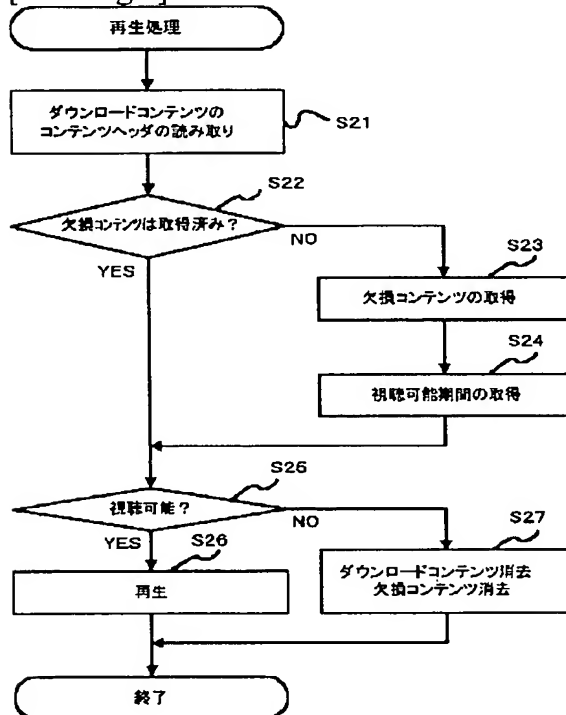 再生処理
ダウンロードコンテンツの
コンテンツヘッダの読み取り
S21
S22
欠損コンテンツは取得済み?
NO
YES
S23
欠損コンテンツの取得
S24
視聴可能期間の取得
S25
視聴可能?
NO
YES
S26
再生
S27
ダウンロードコンテンツ消去
欠損コンテンツ消去
終了